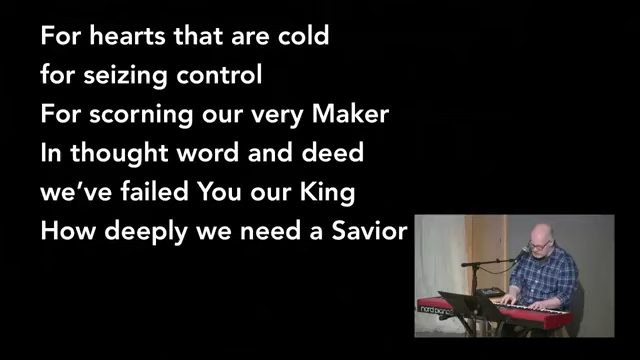 For hearts that are cold
for seizing control
For scorning our very Maker
In thought word and deed
we've failed You our King
How deeply we need a Savior
nord piano